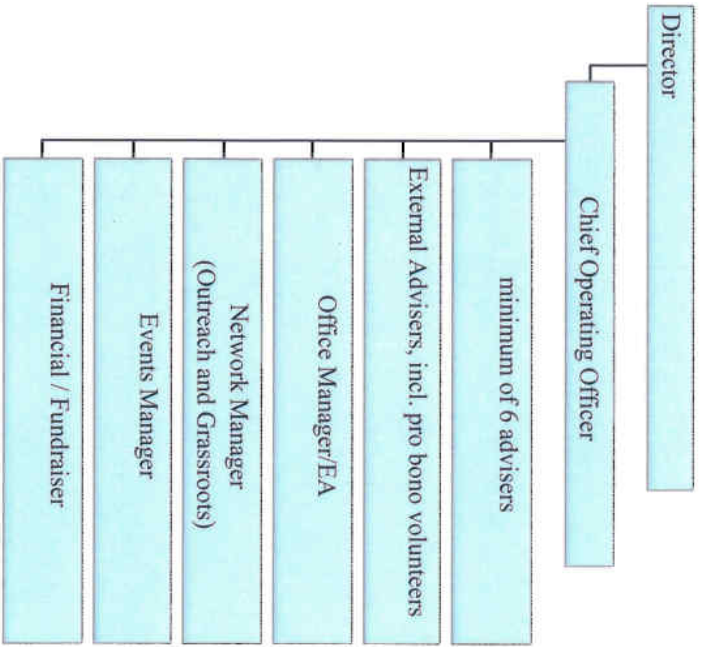 Director
Chief Operating Officer
minimum of 6 advisers
External Advisers, incl. pro bono volunteers
Office Manager/EA
Network Manager
(Outreach and Grassroots)
Events Manager
Financial / Fundraiser